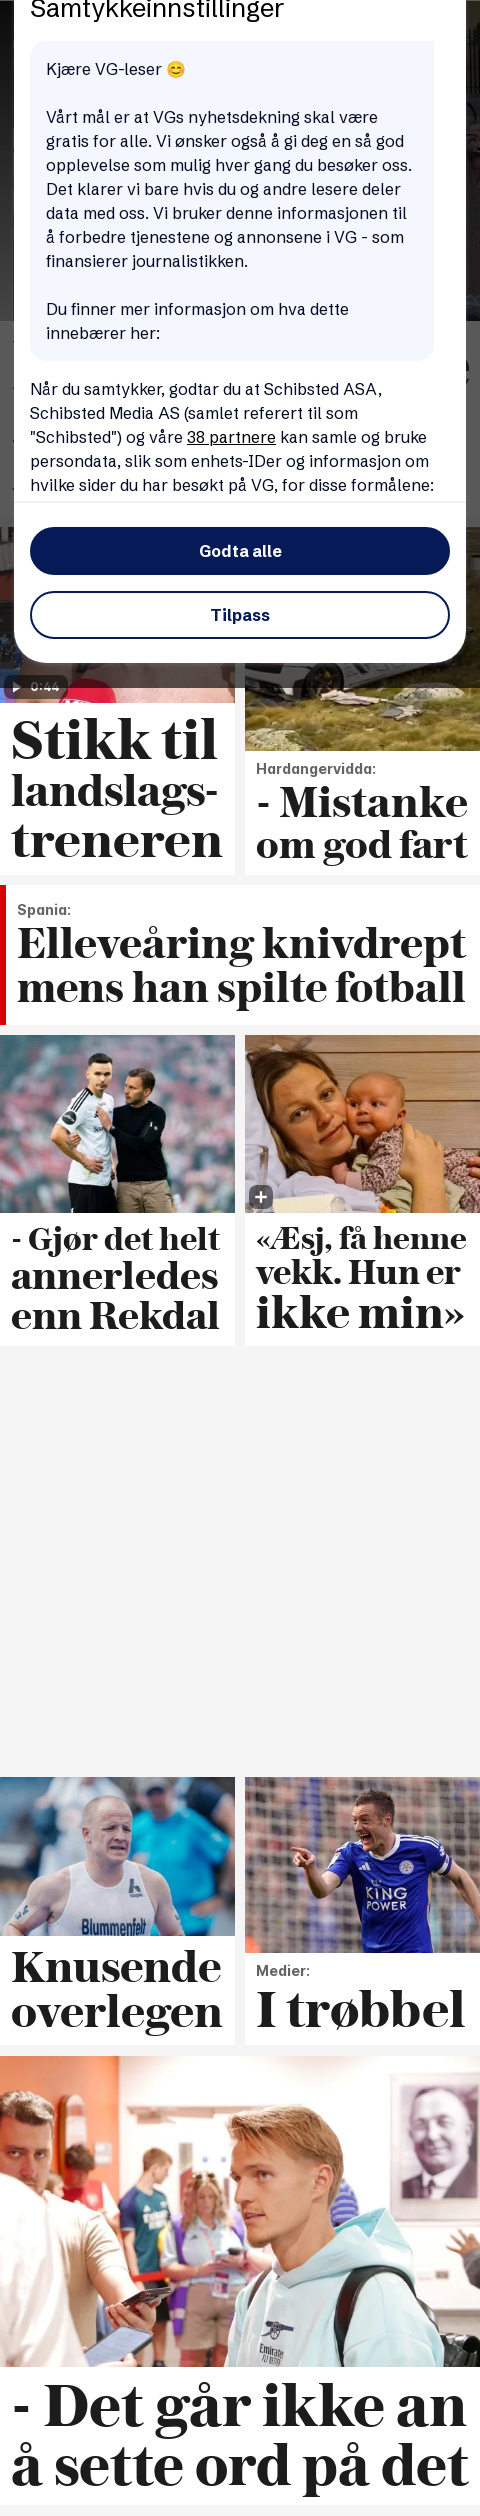 Samtykkeinnstillinger
Kjære VG-leser 😊
Vårt mål er at VGs nyhetsdekning skal være
gratis for alle. Vi ønsker også å gi deg en så god
opplevelse som mulig hver gang du besøker oss.
Det klarer vi bare hvis du og andre lesere deler
data med oss. Vi bruker denne informasjonen til
å forbedre tjenestene og annonsene i VG - som
finansierer journalistikken.
Du finner mer informasjon om hva dette
innebærer her:
Når du samtykker, godtar du at Schibsted ASA,
Schibsted Media AS (samlet referert til som
"Schibsted") og våre 38 partnere kan samle og bruke
persondata, slik som enhets-IDer og informasjon om
hvilke sider du har besøkt på VG, for disse formålene:
Godta alle
Tilpass
0:44
Stikk til
landslags-
treneren
Hardangervidda:
- Mistanke
om god fart
Spania:
Elleveåring knivdrept
mens han spilte fotball
- Gjør det helt
annerledes
enn Rekdal
«Æsj, få henne
vekk. Hun er
ikke min»
Blummenfelt
Knusende
overlegen
KING
POWER
Medier:
I trøbbel
Emirates
FLY BETTER
- Det går ikke an
å sette ord på det